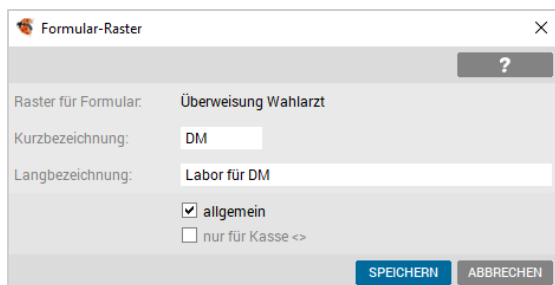 Formular-Raster
?
Raster für Formular: Überweisung Wahlarzt
Kurzbezeichnung: DM
Langbezeichnung: Labor für DM
allgemein
nur für Kasse <>
SPEICHERN ABBRECHEN